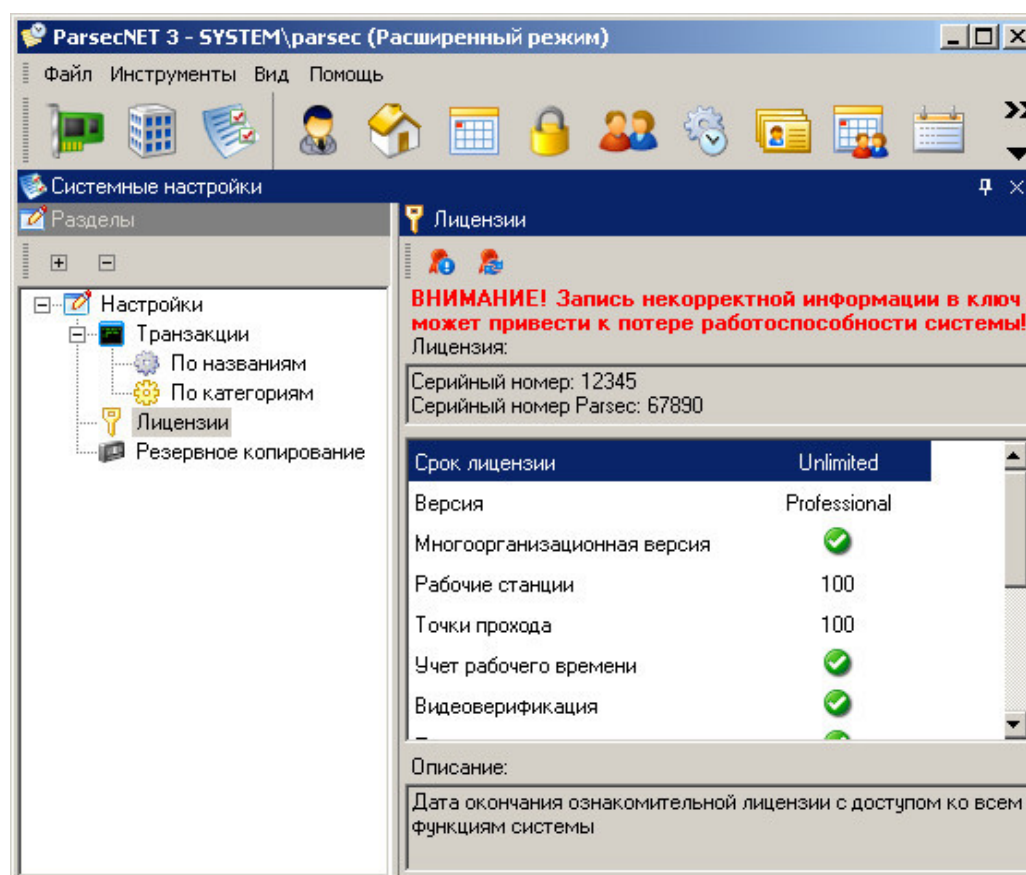 ParsecNET 3 - SYSTEM\parsec (Расширенный режим)
Файл Инструменты Вид Помощь
Системные настройки
Разделы
Настройки
Транзакции
По названиям
По категориям
Лицензии
Резервное копирование
Лицензии
ВНИМАНИЕ! Запись некорректной информации в ключ
может привести к потере работоспособности системы!
Лицензия:
Серийный номер: 12345
Серийный номер Parsec: 67890
Срок лицензии Unlimited
Версия Professional
Многоорганизационная версия
Рабочие станции 100
Точки прохода 100
Учет рабочего времени
Видеоверификация
Описание:
Дата окончания ознакомительной лицензии с доступом ко всем
функциям системы